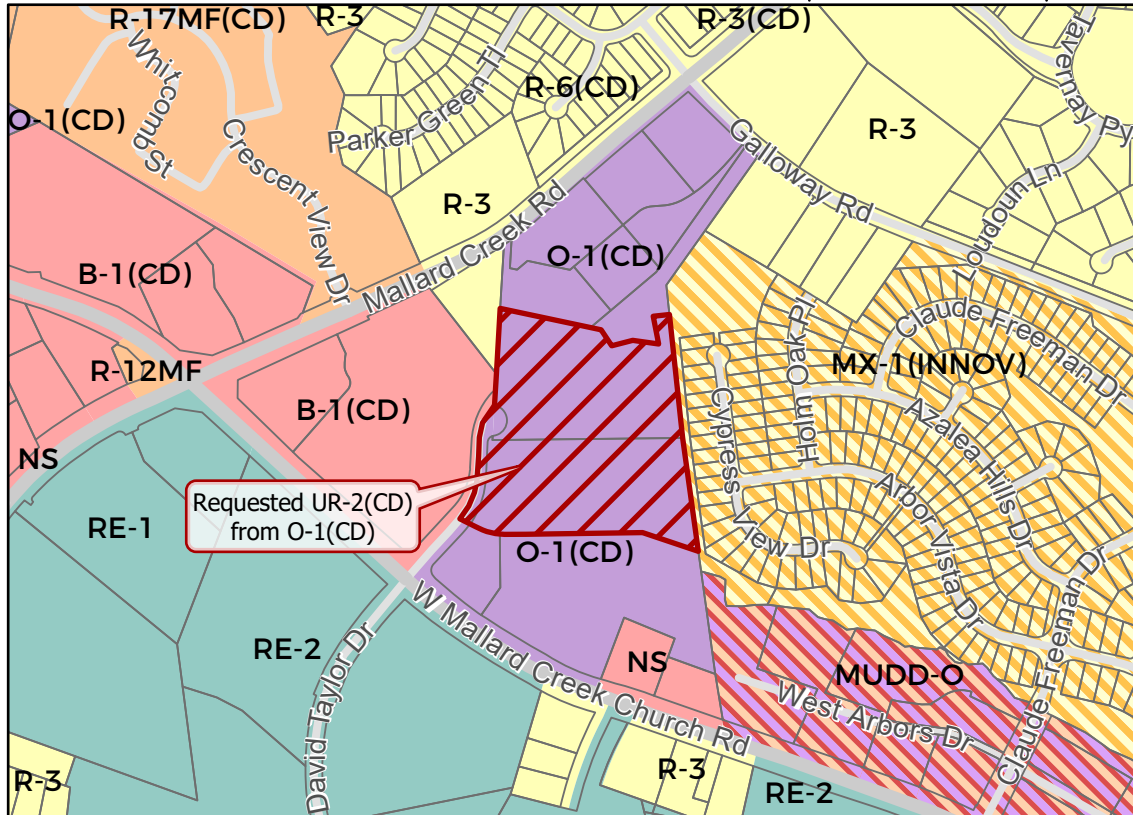 R-17MF(CD)
R-3
R-3(CD)
Tavernay Py
Whitcomb St
O-1(CD)
Parker Green Tl
R-6(CD)
R-3
Crescent View Dr
Galloway Rd
R-3
Loudoun Ln
B-1(CD)
Mallard Creek Rd
O-1(CD)
Claude Freeman Dr
Holm Oak Pl
MX-1(INNOV)
R-12MF
B-1(CD)
Cypress View Dr
Azalea Hills Dr
NS
Requested UR-2(CD)
from O-1(CD)
RE-1
Arbor Vista Dr
O-1(CD)
Claude Freeman Dr
W Mallard Creek Church Rd
RE-2
NS
MUDD-O
David Taylor Dr
West Arbors Dr
R-3
R-3
RE-2